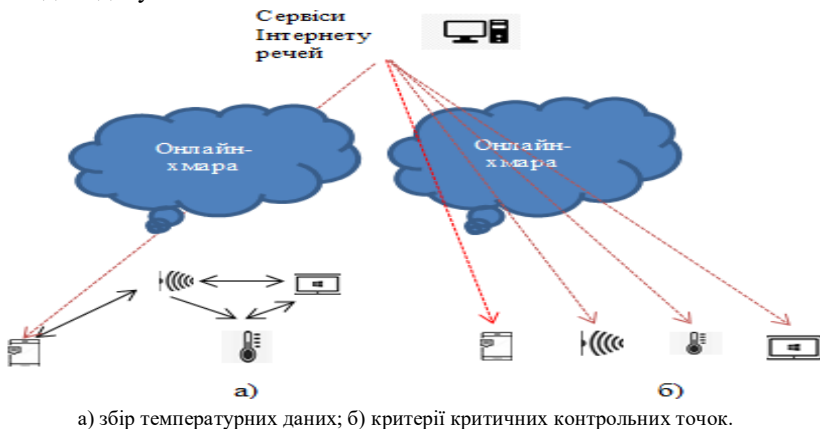 Сервіси
Інтернету
речей
Онлайн-
хмара
Онлайн-
хмара
а)
б)
а) збір температурних даних; б) критерії критичних контрольних точок.